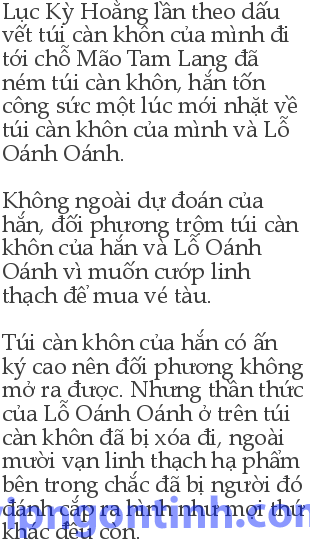 Lục Kỳ Hoằng lần theo dấu
vết túi càn khôn của mình đi
tới chỗ Mão Tam Lang đã
ném túi càn khôn, hắn tốn
công sức một lúc mới nhặt về
túi càn khôn của mình và Lỗ
Oánh Oánh.
Không ngoài dự đoán của
hắn, đối phương trộm túi càn
khôn của hắn và Lỗ Oánh
Oánh vì muốn cướp linh
thạch để mua vé tàu.
Túi càn khôn của hắn có ấn
ký cao nên đối phương không
mở ra được. Nhưng thần thức
của Lỗ Oánh Oánh ở trên túi
càn khôn đã bị xóa đi, ngoài
mười vạn linh thạch hạ phẩm
bên trong chắc đã bị người đó
đánh cắp ra hình như mọi thứ
khác đều còn.